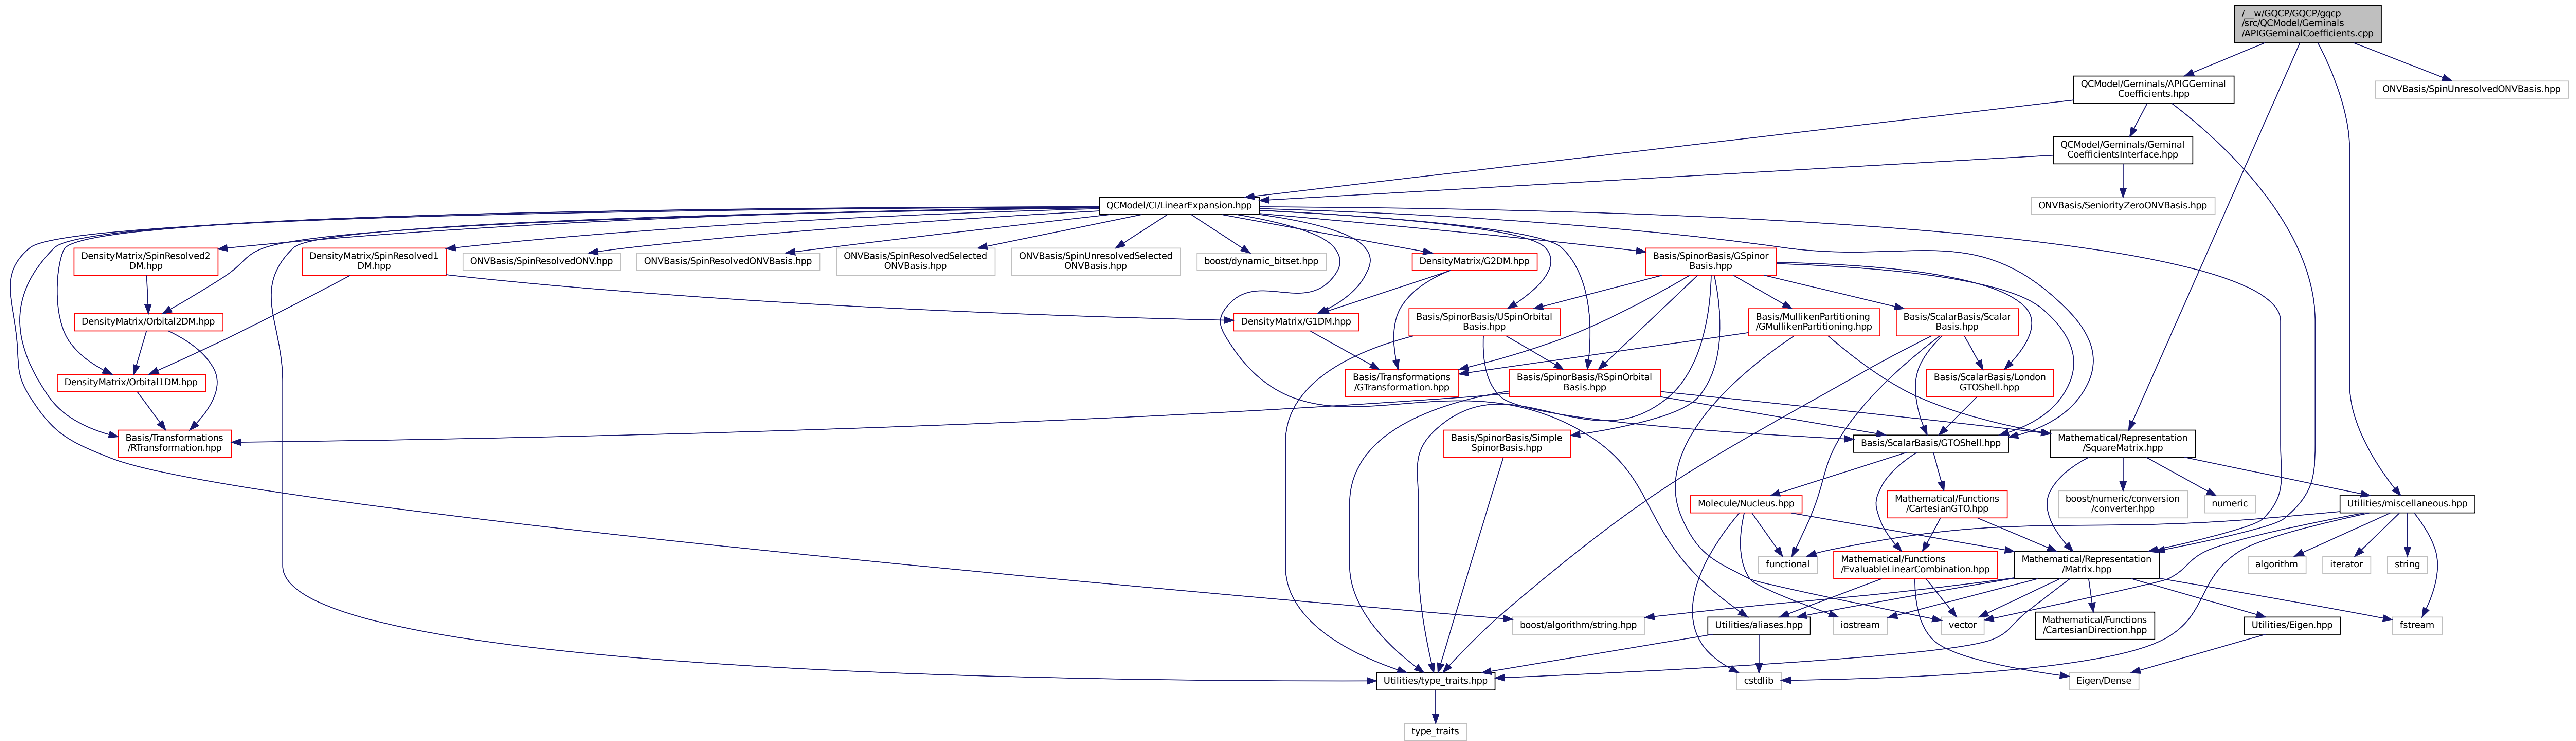 /__w/GQCP/GQCP/gqcp
/src/QCModel/Geminals
/APIGGeminalCoefficients.cpp
QCModel/Geminals/APIGGeminal
Coefficients.hpp
ONVBasis/SpinUnresolvedONVBasis.hpp
QCModel/Geminals/Geminal
CoefficientsInterface.hpp
QCModel/CI/LinearExpansion.hpp
ONVBasis/SeniorityZeroONVBasis.hpp
DensityMatrix/SpinResolved2
DM.hpp
DensityMatrix/SpinResolved1
DM.hpp
ONVBasis/SpinResolvedONV.hpp
ONVBasis/SpinResolvedONVBasis.hpp
ONVBasis/SpinResolvedSelected
ONVBasis.hpp
ONVBasis/SpinUnresolvedSelected
ONVBasis.hpp
boost/dynamic_bitset.hpp
DensityMatrix/G2DM.hpp
Basis/SpinorBasis/GSpinor
Basis.hpp
DensityMatrix/Orbital2DM.hpp
DensityMatrix/G1DM.hpp
Basis/SpinorBasis/USpinOrbital
Basis.hpp
Basis/MullikenPartitioning
/GMullikenPartitioning.hpp
Basis/ScalarBasis/Scalar
Basis.hpp
DensityMatrix/Orbital1DM.hpp
Basis/Transformations
/GTransformation.hpp
Basis/SpinorBasis/RSpinOrbital
Basis.hpp
Basis/ScalarBasis/London
GTOShell.hpp
Basis/Transformations
/RTransformation.hpp
Basis/SpinorBasis/Simple
SpinorBasis.hpp
Basis/ScalarBasis/GTOShell.hpp
Mathematical/Representation
/SquareMatrix.hpp
Molecule/Nucleus.hpp
Mathematical/Functions
/CartesianGTO.hpp
boost/numeric/conversion
/converter.hpp
numeric
Utilities/miscellaneous.hpp
functional
Mathematical/Functions
/EvaluableLinearCombination.hpp
Mathematical/Representation
/Matrix.hpp
algorithm
iterator
string
boost/algorithm/string.hpp
Utilities/aliases.hpp
iostream
vector
Mathematical/Functions
/CartesianDirection.hpp
Utilities/Eigen.hpp
fstream
Utilities/type_traits.hpp
cstdlib
Eigen/Dense
type_traits